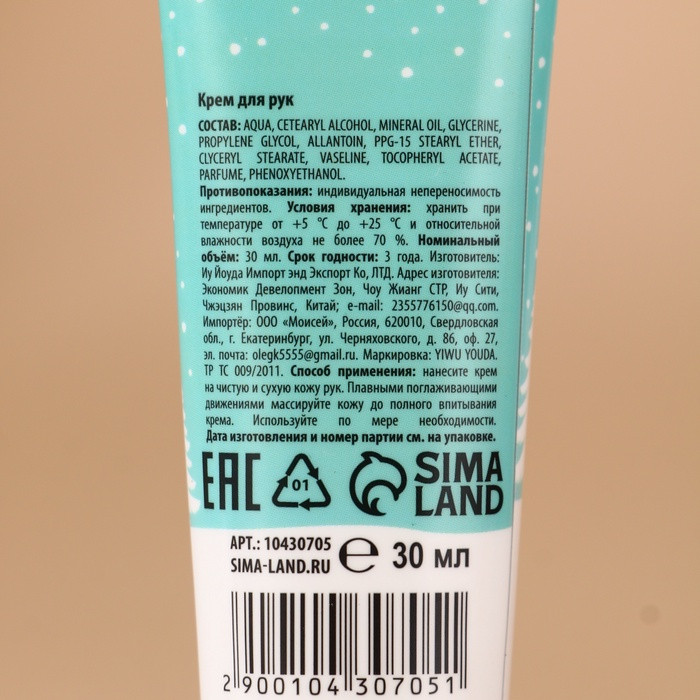 Крем для рук
СОСТАВ: AQUA, CETEARYL ALCOHOL, MINERAL OIL, GLYCERINE,
PROPYLENE GLYCOL, ALLANTOIN, PPG-15 STEARYL ETHER,
CLYCERYL STEARATE, VASELINE, TOCOPHERYL ACETATE,
PARFUME, PHENOXYETHANOL.
Противопоказания: индивидуальная непереносимость
ингредиентов. Условия хранения: хранить при
температуре от +5 °С до +25 °С и относительной
влажности воздуха не более 70 %. Номинальный
объём: 30 мл. Срок годности: 3 года. Изготовитель:
Иу Йоуда Импорт энд Экспорт Ко, ЛТД. Адрес изготовителя:
Экономик Девелопмент Зон, Чоу Жианг СТР, Иу Сити,
Чжэцзян Провинс, Китай; e-mail: 2355776150@qq.com.
Импортёр: ООО «Моисей», Россия, 620010, Свердловская
обл., г. Екатеринбург, ул. Черняховского, д. 86, оф. 27,
эл. почта: olegk5555@gmail.ru. Маркировка: YIWU YOUDA.
ТР ТС 009/2011. Способ применения: нанесите крем
на чистую и сухую кожу рук. Плавными поглаживающими
движениями массируйте кожу до полного впитывания
крема. Используйте по мере необходимости.
Дата изготовления и номер партии см. на упаковке.
EAC 01 SIMA
LAND
АРТ.: 10430705
SIMA-LAND.RU ℮ 30 мл
2 900104 307051